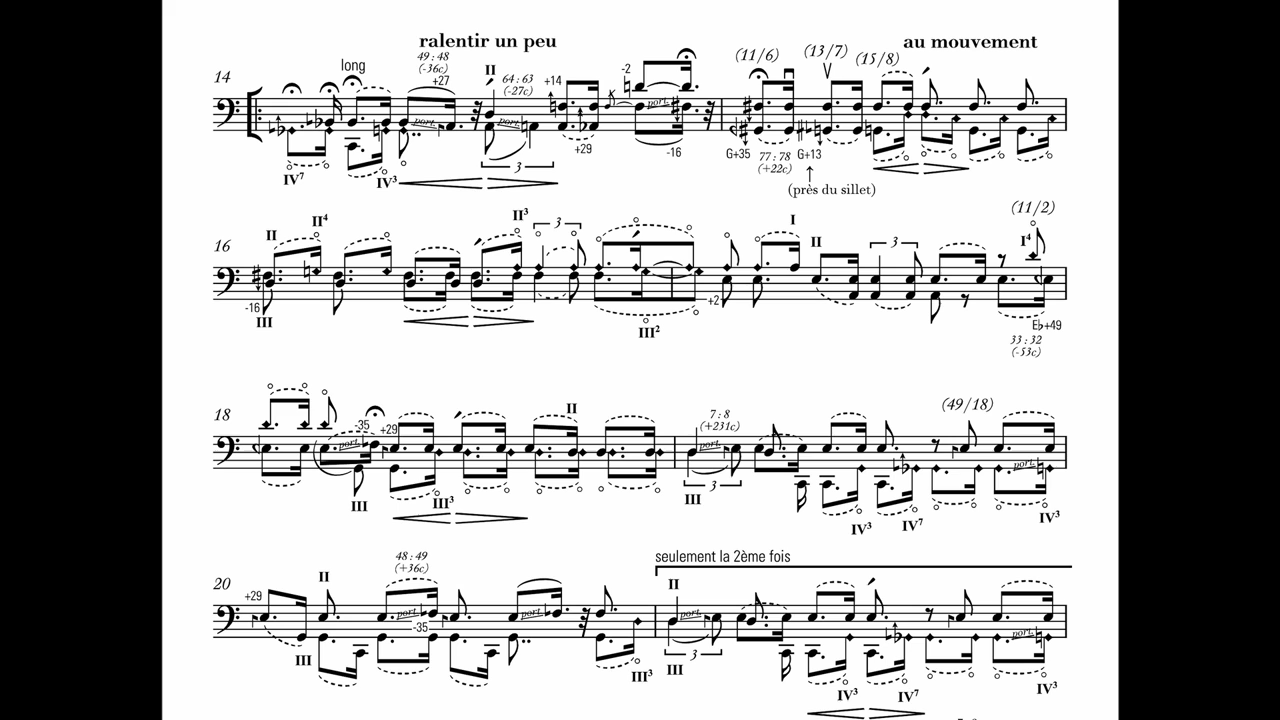 ralentir un peu
au mouvement
14
long
49 : 48
(-36c)
+27
II
64 : 63
(-27c)
+14
-2
(11/6)
(13/7)
(15/8)
port.
port.
+29
-16
3
IV7
IV3
G+35
77 : 78
(+22c)
G+13
(près du sillet)
16
II
II4
II3
3
I
II
3
I4
(11/2)
-16
III
III2
+2
E♭+49
33 : 32
(-53c)
18
-35
+29
port.
II
7 : 8
(+231c)
port.
(49/18)
port.
III
III3
3
III
IV3
IV7
IV3
20
+29
II
48 : 49
(+36c)
port.
-35
port.
III
III3
seulement la 2ème fois
II
port.
port.
3
III
IV3
IV7
IV3